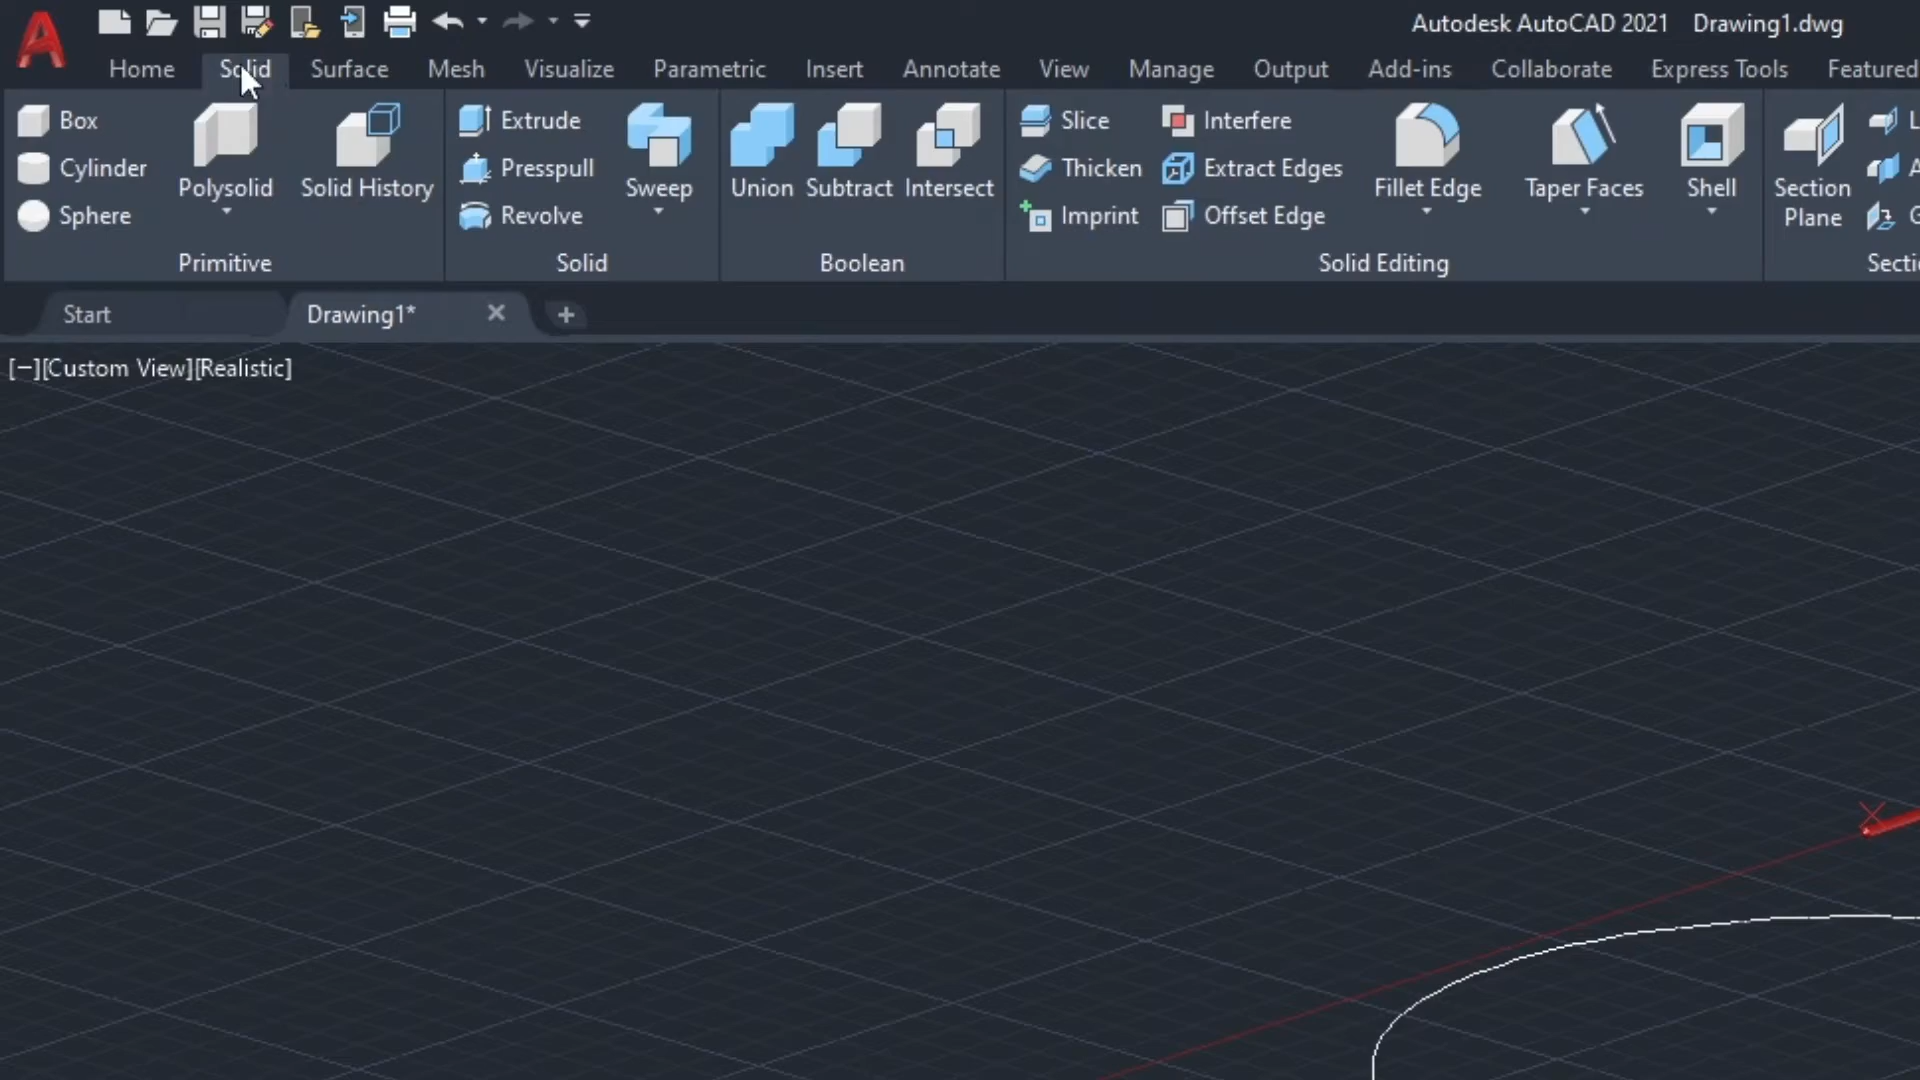 Autodesk AutoCAD 2021 Drawing1.dwg
Home Solid Surface Mesh Visualize Parametric Insert Annotate View Manage Output Add-ins Collaborate Express Tools Featured
Box
Cylinder
Sphere
Polysolid
Solid History
Primitive
Extrude
Presspull
Revolve
Sweep
Solid
Union
Subtract
Intersect
Boolean
Slice
Thicken
Imprint
Interfere
Extract Edges
Offset Edge
Fillet Edge
Taper Faces
Shell
Solid Editing
Section
Plane
Start
Drawing1*
[−][Custom View][Realistic]